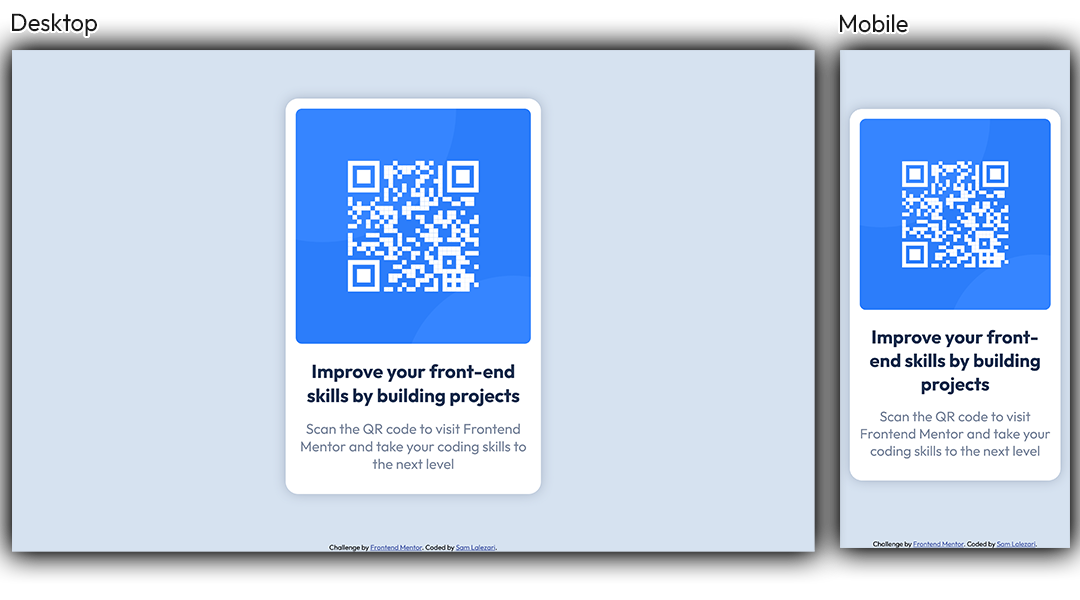 Desktop
Mobile
Improve your front-end
skills by building projects
Scan the QR code to visit Frontend
Mentor and take your coding skills to
the next level
Challenge by Frontend Mentor. Coded by Sam Lalezari.
Improve your front-
end skills by building
projects
Scan the QR code to visit
Frontend Mentor and take your
coding skills to the next level
Challenge by Frontend Mentor. Coded by Sam Lalezari.